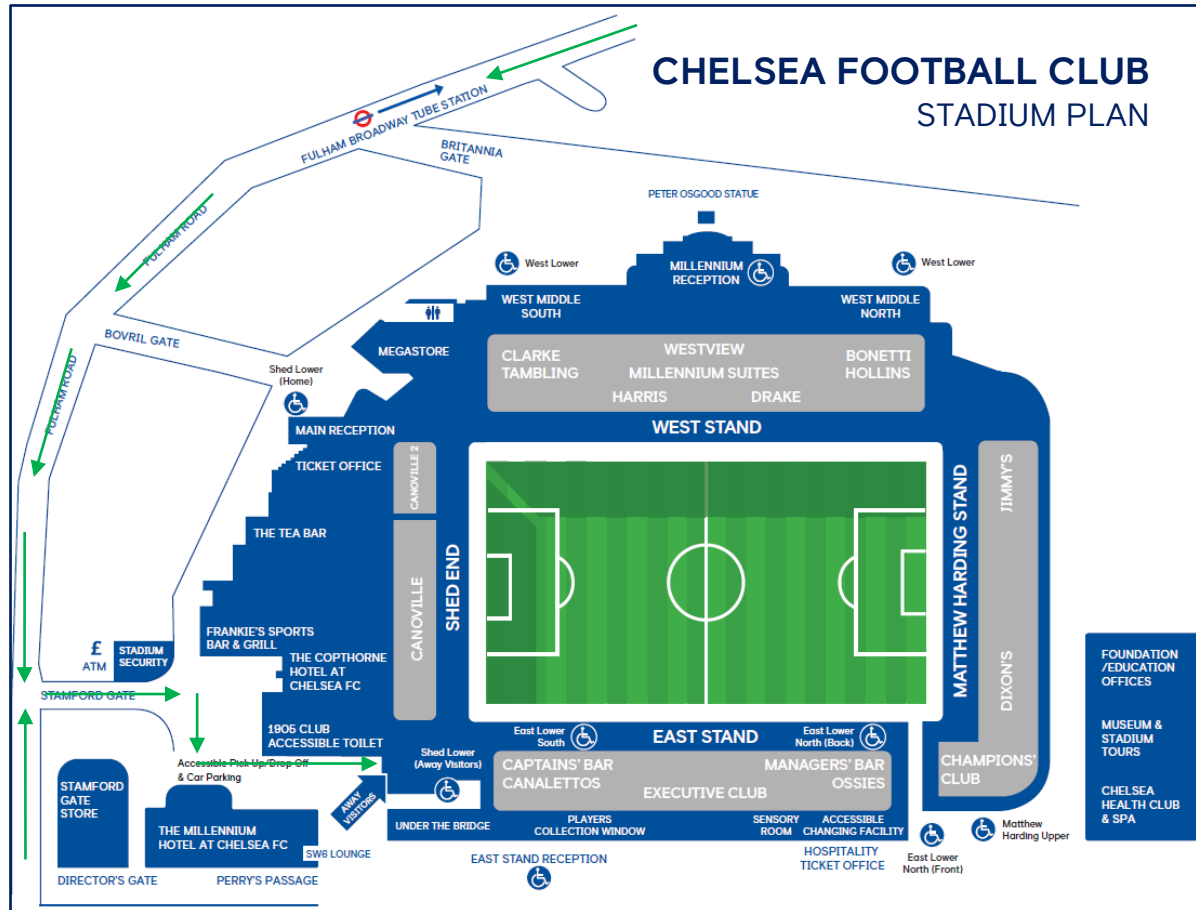 CHELSEA FOOTBALL CLUB
STADIUM PLAN
FULHAM BROADWAY TUBE STATION
BRITANNIA
GATE
PETER OSGOOD STATUE
FULHAM ROAD
West Lower
MILLENNIUM
RECEPTION
West Lower
WEST MIDDLE
SOUTH
WEST MIDDLE
NORTH
BOVRIL GATE
MEGASTORE
CLARKE
TAMBLING
WESTVIEW
MILLENNIUM SUITES
HARRIS
DRAKE
BONETTI
HOLLINS
Shed Lower
(Home)
FULHAM ROAD
MAIN RECEPTION
WEST STAND
TICKET OFFICE
CANOVILLE 2
JIMMY'S
THE TEA BAR
CANOVILLE
SHED END
MATTHEW HARDING STAND
DIXON'S
FRANKIE'S SPORTS
BAR & GRILL
£
ATM
STADIUM
SECURITY
THE COPTHORNE
HOTEL AT
CHELSEA FC
STAMFORD GATE
FOUNDATION
/EDUCATION
OFFICES
MUSEUM &
STADIUM
TOURS
CHELSEA
HEALTH CLUB
& SPA
1905 CLUB
ACCESSIBLE TOILET
East Lower
South
EAST STAND
East Lower
North (Back)
Accessible Pick Up/Drop Off
& Car Parking
Shed Lower
(Away Visitors)
CAPTAINS' BAR
CANALETTOS
MANAGERS' BAR
OSSIES
EXECUTIVE CLUB
CHAMPIONS'
CLUB
STAMFORD
GATE
STORE
AWAY
VISITORS
THE MILLENNIUM
HOTEL AT CHELSEA FC
UNDER THE BRIDGE
PLAYERS
COLLECTION WINDOW
SENSORY
ROOM
ACCESSIBLE
CHANGING FACILITY
Matthew
Harding Upper
SW6 LOUNGE
EAST STAND RECEPTION
HOSPITALITY
TICKET OFFICE
East Lower
North (Front)
DIRECTOR'S GATE
PERRY'S PASSAGE